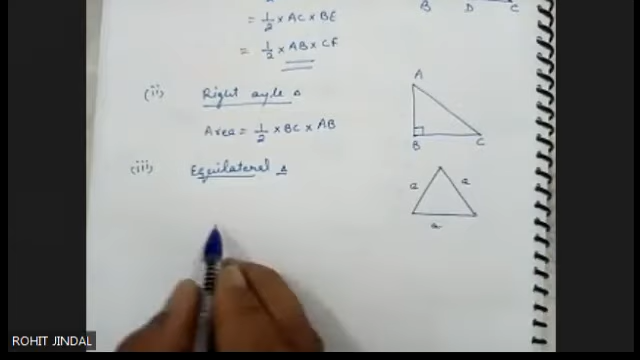 = 1/2 × AC × BE
= 1/2 × AB × CF
B D C
(ii) Right angle Δ
Area = 1/2 × BC × AB
A
B C
(iii) Equilateral Δ
a a
a
ROHIT JINDAL